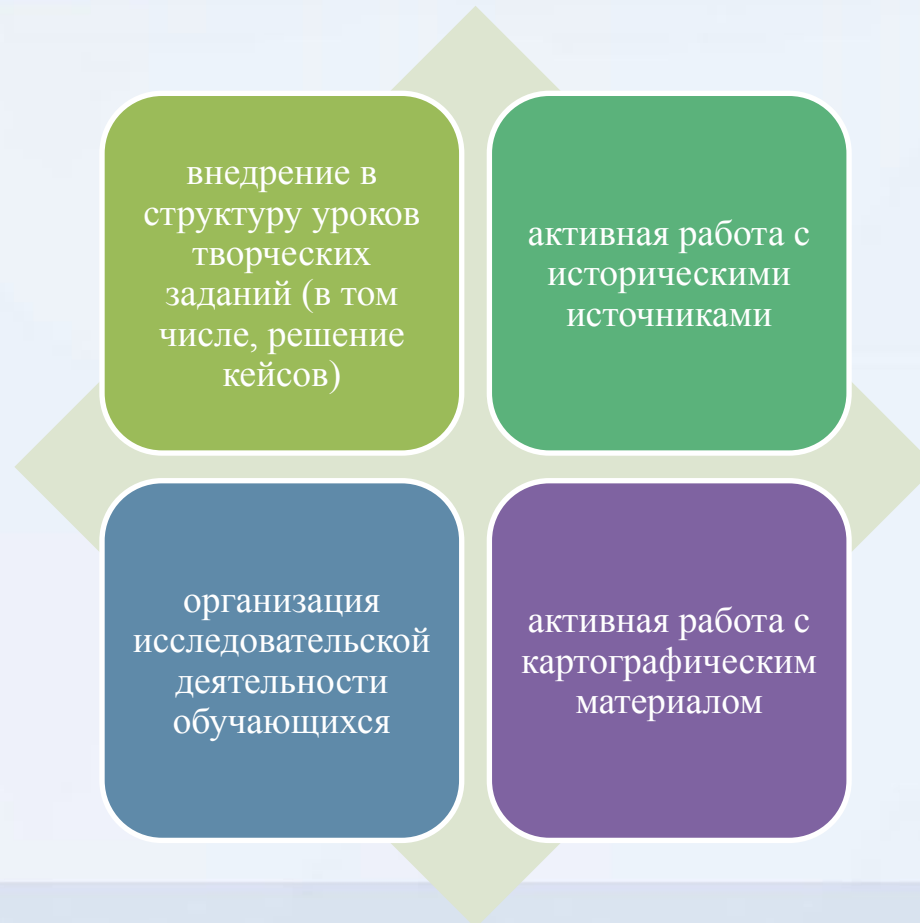 внедрение в
структуру уроков
творческих
заданий (в том
числе, решение
кейсов)
активная работа с
историческими
источниками
организация
исследовательской
деятельности
обучающихся
активная работа с
картографическим
материалом